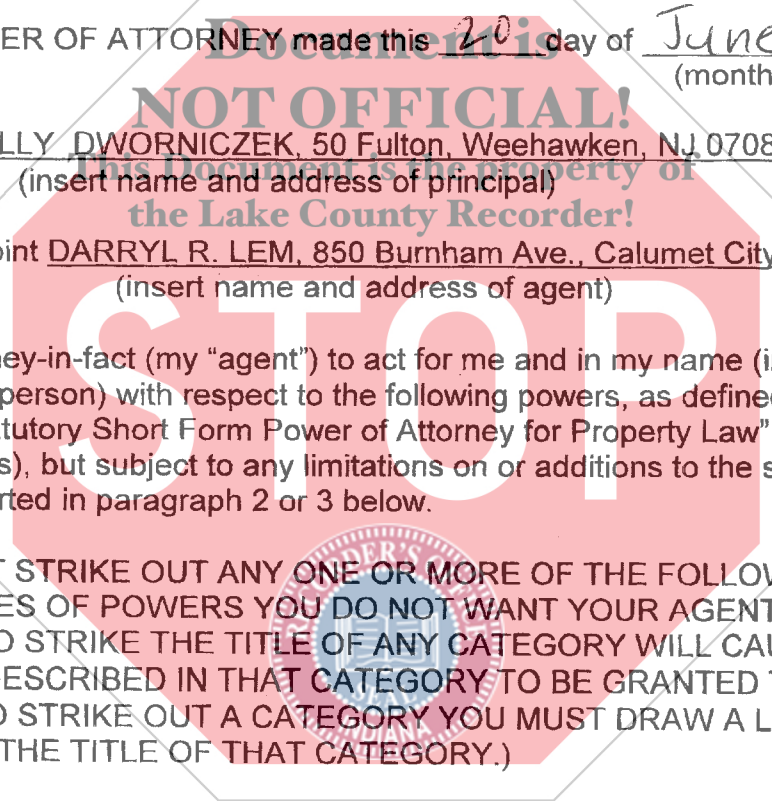 ER OF ATTORNEY made this 20 day of June
(month
Document is
NOT OFFICIAL!
LLY DWORNICZEK, 50 Fulton, Weehawken, NJ 0708
This Document is the property of
(insert name and address of principal)
the Lake County Recorder!
oint DARRYL R. LEM, 850 Burnham Ave., Calumet City
(insert name and address of agent)
STOP
ney-in-fact (my "agent") to act for me and in my name (i
person) with respect to the following powers, as define
tutory Short Form Power of Attorney for Property Law"
s), but subject to any limitations on or additions to the s
rted in paragraph 2 or 3 below.
T STRIKE OUT ANY ONE OR MORE OF THE FOLLOW
ES OF POWERS YOU DO NOT WANT YOUR AGENT
O STRIKE THE TITLE OF ANY CATEGORY WILL CAU
ESCRIBED IN THAT CATEGORY TO BE GRANTED T
O STRIKE OUT A CATEGORY YOU MUST DRAW A L
THE TITLE OF THAT CATEGORY.)
RECORDER'S OFFICE
INDIANA